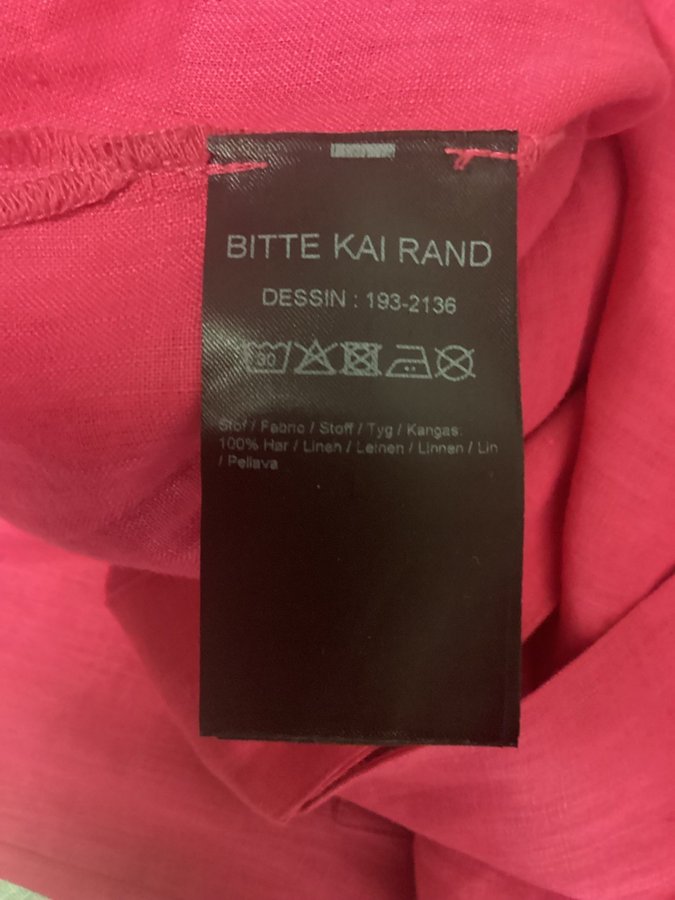 BITTE KAI RAND
DESSIN : 193-2136
30
Stof / Fabric / Stoff / Tyg / Kangas:
100% Hør / Linen / Leinen / Linnen / Lin
/ Pellava